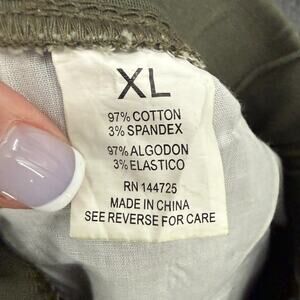 XL
97% COTTON
3% SPANDEX
97% ALGODON
3% ELASTICO
RN 144725
MADE IN CHINA
SEE REVERSE FOR CARE